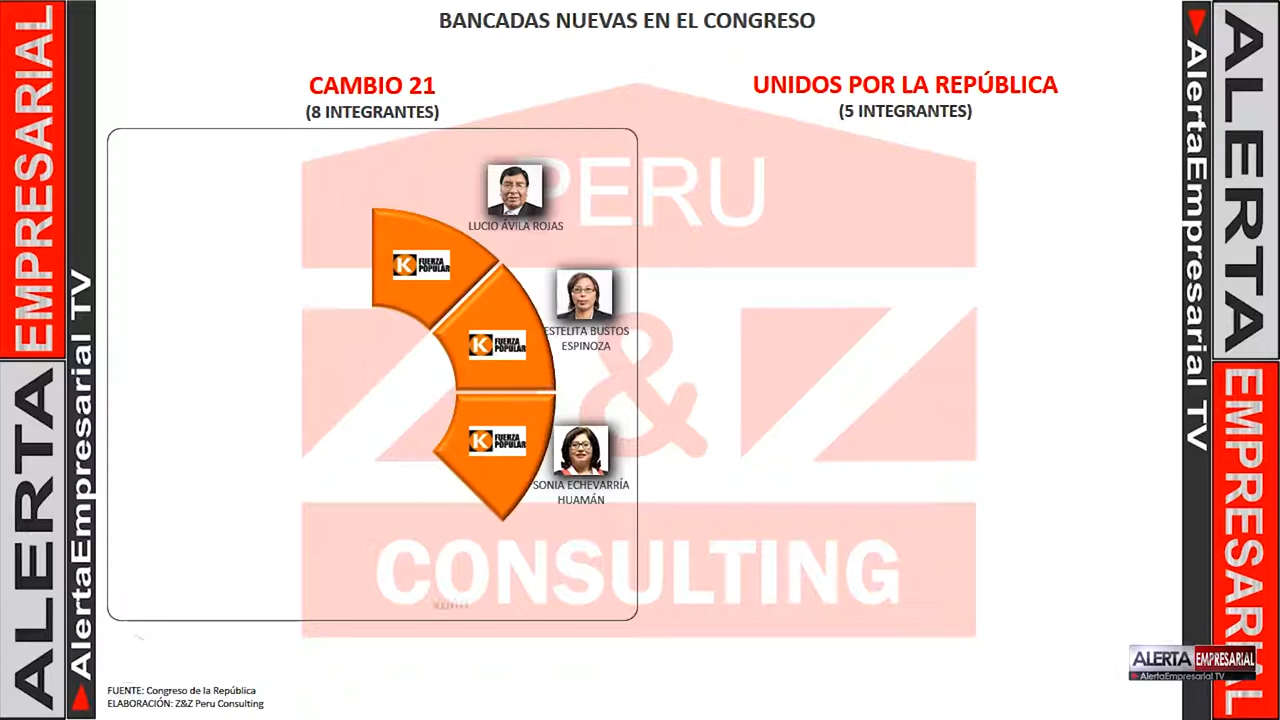 BANCADAS NUEVAS EN EL CONGRESO
CAMBIO 21
(8 INTEGRANTES)
UNIDOS POR LA REPÚBLICA
(5 INTEGRANTES)
LUCIO ÁVILA ROJAS
K FUERZA
POPULAR
ESTELITA BUSTOS
ESPINOZA
K FUERZA
POPULAR
SONIA ECHEVARRÍA
HUAMÁN
K FUERZA
POPULAR
PERU
Z&Z
CONSULTING
FUENTE: Congreso de la República
ELABORACIÓN: Z&Z Peru Consulting
ALERTA EMPRESARIAL
AlertaEmpresarial TV
ALERTA EMPRESARIAL
AlertaEmpresarial TV
ALERTA EMPRESARIAL
AlertaEmpresarial TV